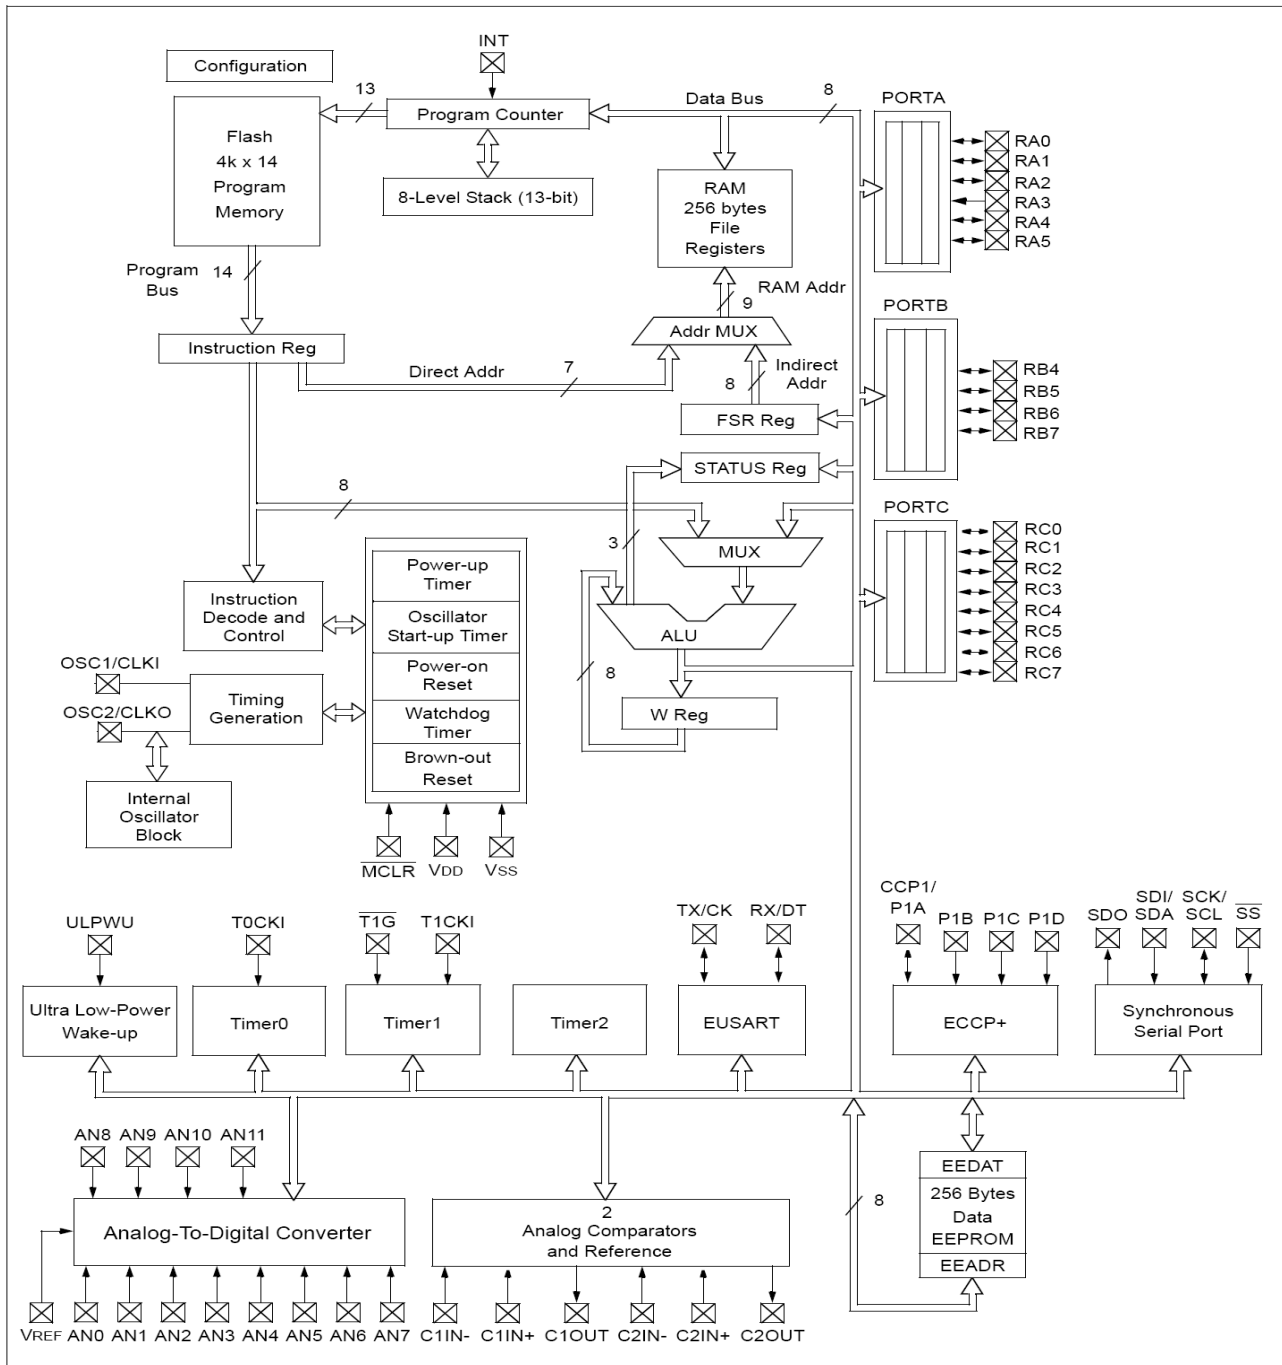 INT
Configuration
13
Program Counter
Data Bus
8
PORTA
Flash
4k x 14
Program
Memory
8-Level Stack (13-bit)
RAM
256 bytes
File
Registers
RA0
RA1
RA2
RA3
RA4
RA5
Program
Bus
14
RAM Addr
9
PORTB
Addr MUX
Instruction Reg
Direct Addr
7
Indirect
Addr
8
FSR Reg
RB4
RB5
RB6
RB7
STATUS Reg
8
PORTC
3
MUX
RC0
RC1
RC2
RC3
RC4
RC5
RC6
RC7
Power-up
Timer
Instruction
Decode and
Control
Oscillator
Start-up Timer
ALU
OSC1/CLKI
Power-on
Reset
8
Timing
Generation
OSC2/CLKO
Watchdog
Timer
W Reg
Brown-out
Reset
Internal
Oscillator
Block
MCLR
VDD
VSS
ULPWU
T0CKI
T1G
T1CKI
TX/CK
RX/DT
CCP1/
P1A
P1B
P1C
P1D
SDO
SDI/
SDA
SCK/
SCL
SS
Ultra Low-Power
Wake-up
Timer0
Timer1
Timer2
EUSART
ECCP+
Synchronous
Serial Port
AN8
AN9
AN10
AN11
EEDAT
256 Bytes
Data
EEPROM
EEADR
8
Analog-To-Digital Converter
2
Analog Comparators
and Reference
VREF
AN0
AN1
AN2
AN3
AN4
AN5
AN6
AN7
C1IN-
C1IN+
C1OUT
C2IN-
C2IN+
C2OUT